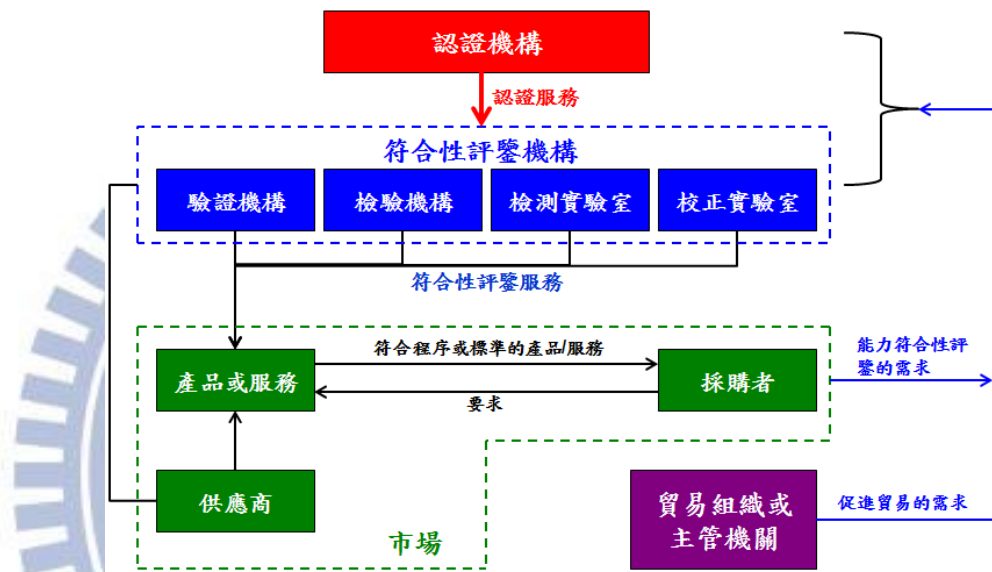 認證機構
認證服務
符合性評鑒機構
驗證機構
檢驗機構
檢測實驗室
校正實驗室
符合性評鑒服務
符合程序或標準的產品/服務
產品或服務
採購者
要求
能力符合性評
鑒的需求
供應商
市場
貿易組織或
主管機關
促進貿易的需求